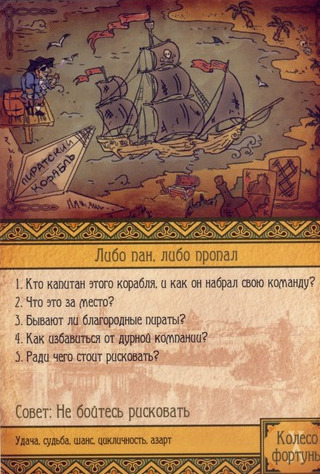 ПИРАТСКИЙ
КОРАБЛЬ
Либо пан, либо пропал
1. Кто капитан этого корабля, и как он набрал свою команду?
2. Что это за место?
3. Бывают ли благородные пираты?
4. Как избавиться от дурной компании?
5. Ради чего стоит рисковать?
Совет: Не бойтесь рисковать
Удача, судьба, шанс, цикличность, азарт
Колесо
фортуны